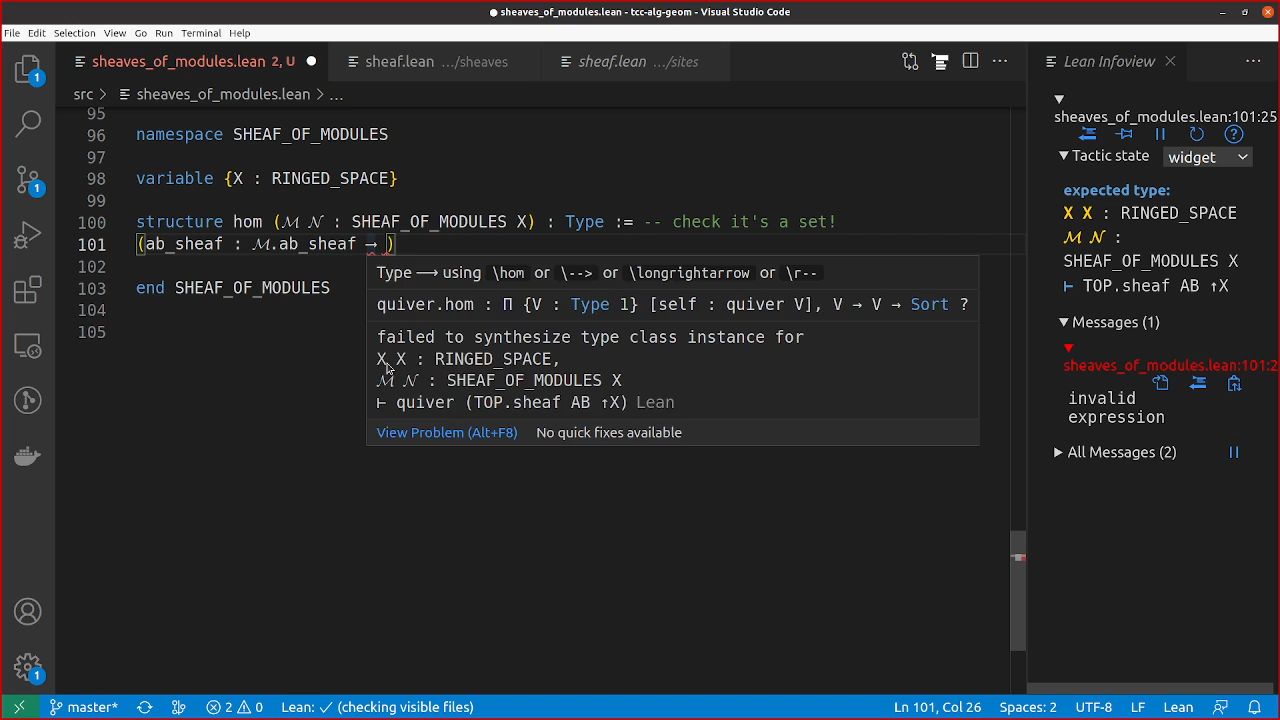 sheaves_of_modules.lean - tcc-alg-geom - Visual Studio Code
File Edit Selection View Go Run Terminal Help
sheaves_of_modules.lean 2, U
sheaf.lean .../sheaves
sheaf.lean .../sites
Lean Infoview
src > sheaves_of_modules.lean > ...
95
96 namespace SHEAF_OF_MODULES
97
98 variable {X : RINGED_SPACE}
99
100 structure hom (ℳ 𝒩 : SHEAF_OF_MODULES X) : Type := -- check it's a set!
101 (ab_sheaf : ℳ.ab_sheaf ⟶ )
102
103 end SHEAF_OF_MODULES
104
105
Type ⟶ using \hom or \--> or \longrightarrow or \r--
quiver.hom : Π {V : Type 1} [self : quiver V], V → V → Sort ?
failed to synthesize type class instance for
X X : RINGED_SPACE,
ℳ 𝒩 : SHEAF_OF_MODULES X
⊢ quiver (TOP.sheaf AB ↑X) Lean
View Problem (Alt+F8) No quick fixes available
sheaves_of_modules.lean:101:25
Tactic state widget
expected type:
X X : RINGED_SPACE
ℳ 𝒩 :
SHEAF_OF_MODULES X
⊢ TOP.sheaf AB ↑X
Messages (1)
sheaves_of_modules.lean:101:2
invalid
expression
All Messages (2)
1
1
1
master* 2 0 Lean: ✓ (checking visible files) Ln 101, Col 26 Spaces: 2 UTF-8 LF Lean